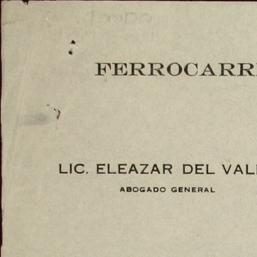 FERROCARR
LIC. ELEAZAR DEL VAL
ABOGADO GENERAL